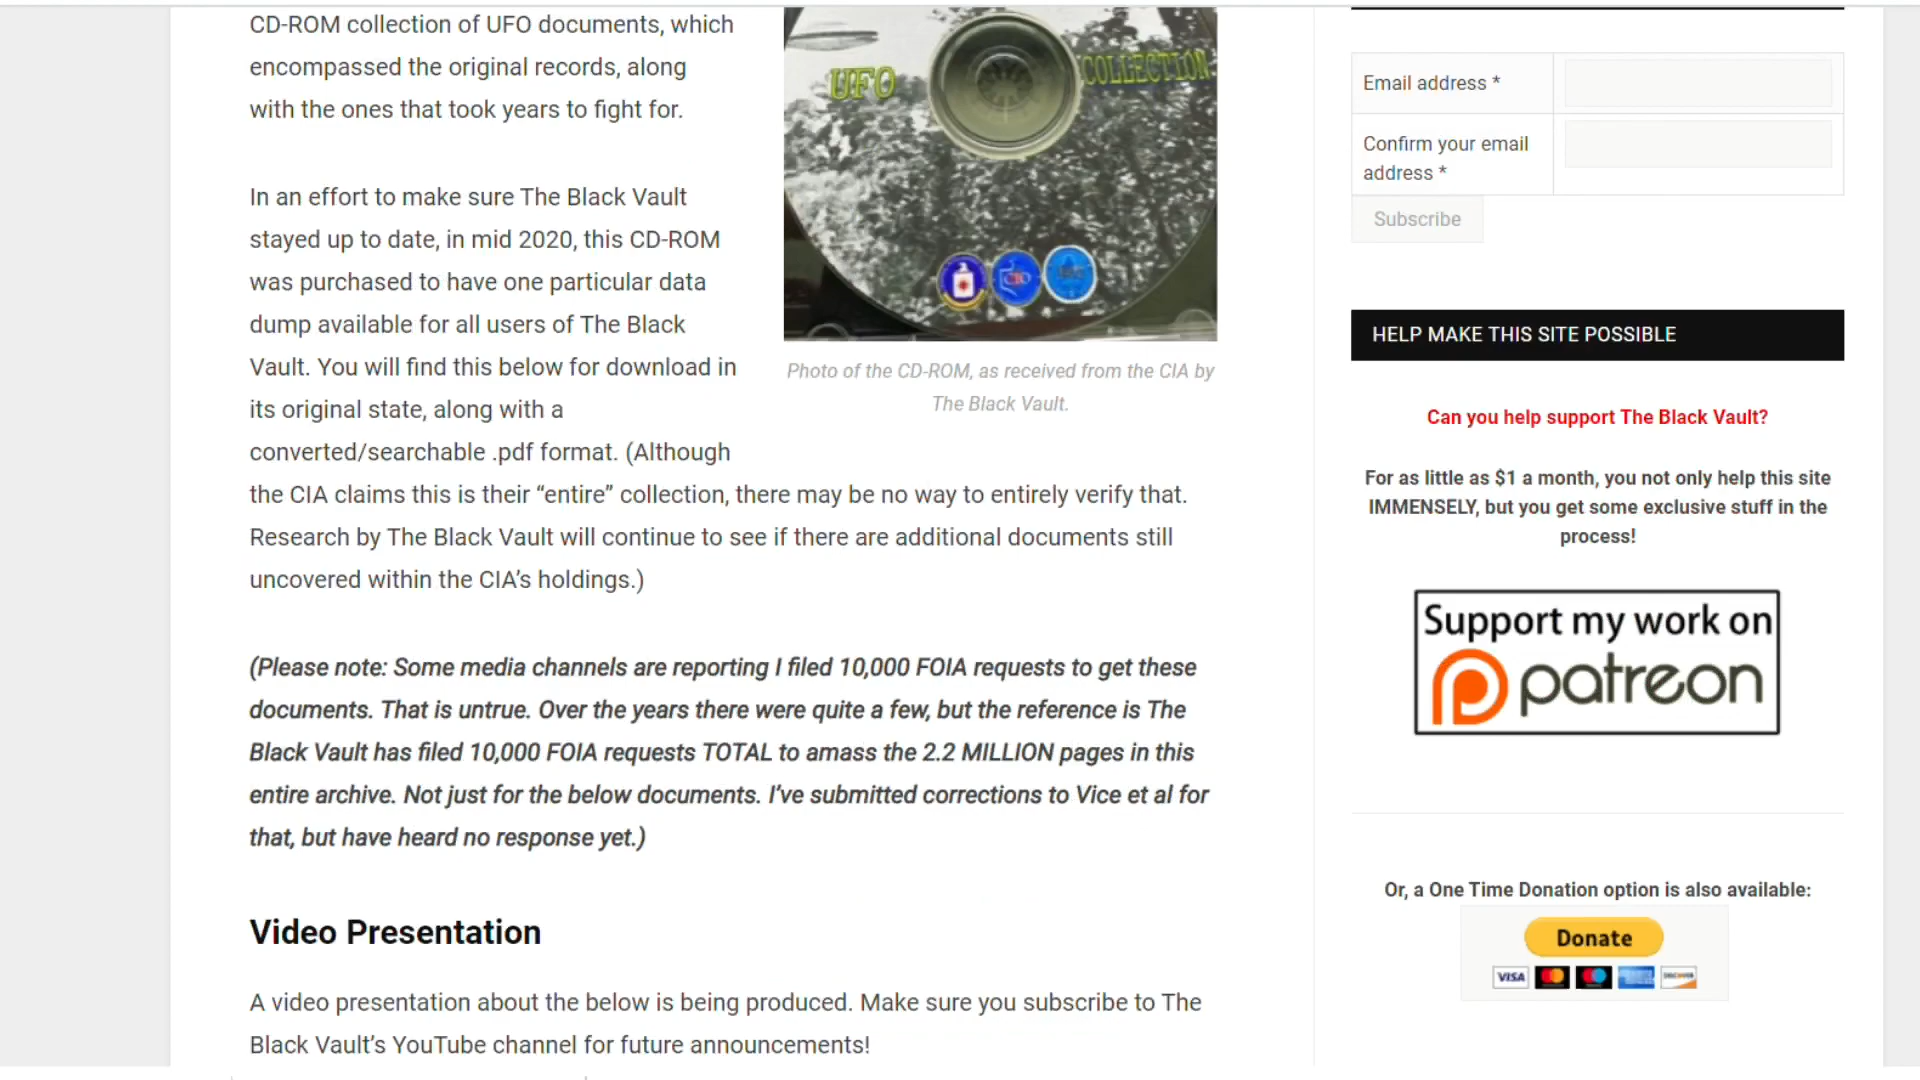 CD-ROM collection of UFO documents, which
encompassed the original records, along
with the ones that took years to fight for.
In an effort to make sure The Black Vault
stayed up to date, in mid 2020, this CD-ROM
was purchased to have one particular data
dump available for all users of The Black
Vault. You will find this below for download in
its original state, along with a
converted/searchable .pdf format. (Although
the CIA claims this is their “entire” collection, there may be no way to entirely verify that.
Research by The Black Vault will continue to see if there are additional documents still
uncovered within the CIA’s holdings.)
UFO COLLECTION
Photo of the CD-ROM, as received from the CIA by
The Black Vault.
(Please note: Some media channels are reporting I filed 10,000 FOIA requests to get these
documents. That is untrue. Over the years there were quite a few, but the reference is The
Black Vault has filed 10,000 FOIA requests TOTAL to amass the 2.2 MILLION pages in this
entire archive. Not just for the below documents. I’ve submitted corrections to Vice et al for
that, but have heard no response yet.)
Video Presentation
A video presentation about the below is being produced. Make sure you subscribe to The
Black Vault’s YouTube channel for future announcements!
Email address *
Confirm your email
address *
Subscribe
HELP MAKE THIS SITE POSSIBLE
Can you help support The Black Vault?
For as little as $1 a month, you not only help this site
IMMENSELY, but you get some exclusive stuff in the
process!
Support my work on
patreon
Or, a One Time Donation option is also available:
Donate
VISA
DISCOVER